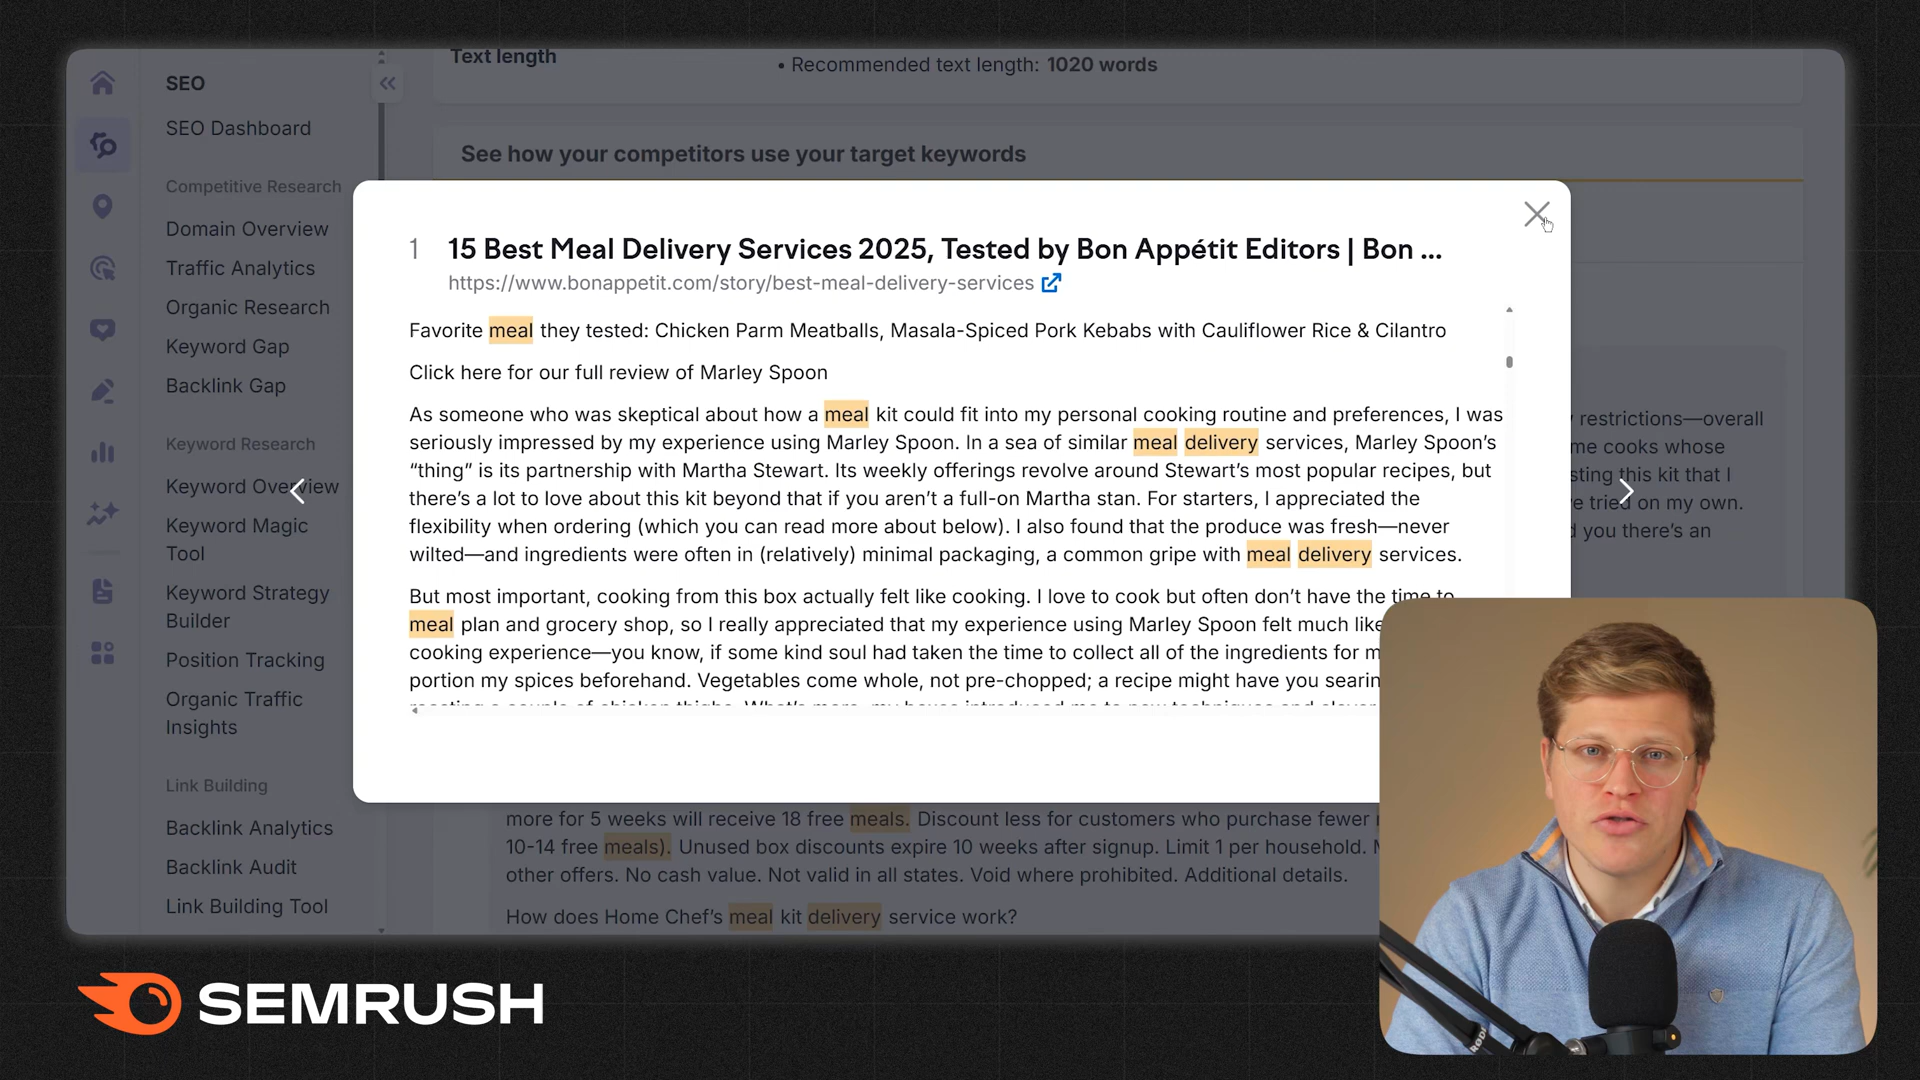 Text length
• Recommended text length: 1020 words
SEO
SEO Dashboard
Competitive Research
Domain Overview
Traffic Analytics
Organic Research
Keyword Gap
Backlink Gap
Keyword Research
Keyword Overview
Keyword Magic
Tool
Keyword Strategy
Builder
Position Tracking
Organic Traffic
Insights
Link Building
Backlink Analytics
Backlink Audit
Link Building Tool
See how your competitors use your target keywords
1 15 Best Meal Delivery Services 2025, Tested by Bon Appétit Editors | Bon ...
https://www.bonappetit.com/story/best-meal-delivery-services
Favorite meal they tested: Chicken Parm Meatballs, Masala-Spiced Pork Kebabs with Cauliflower Rice & Cilantro
Click here for our full review of Marley Spoon
As someone who was skeptical about how a meal kit could fit into my personal cooking routine and preferences, I was
seriously impressed by my experience using Marley Spoon. In a sea of similar meal delivery services, Marley Spoon’s
“thing” is its partnership with Martha Stewart. Its weekly offerings revolve around Stewart’s most popular recipes, but
there’s a lot to love about this kit beyond that if you aren’t a full-on Martha stan. For starters, I appreciated the
flexibility when ordering (which you can read more about below). I also found that the produce was fresh—never
wilted—and ingredients were often in (relatively) minimal packaging, a common gripe with meal delivery services.
But most important, cooking from this box actually felt like cooking. I love to cook but often don’t have the time to
meal plan and grocery shop, so I really appreciated that my experience using Marley Spoon felt much like
cooking experience—you know, if some kind soul had taken the time to collect all of the ingredients for
portion my spices beforehand. Vegetables come whole, not pre-chopped; a recipe might have you
restrictions—overall
me cooks whose
sting this kit that I
tried on my own.
d you there’s an
more for 5 weeks will receive 18 free meals. Discount less for customers who purchase fewer
10-14 free meals). Unused box discounts expire 10 weeks after signup. Limit 1 per household.
other offers. No cash value. Not valid in all states. Void where prohibited. Additional details.
How does Home Chef’s meal kit delivery service work?
SEMRUSH
RØDE